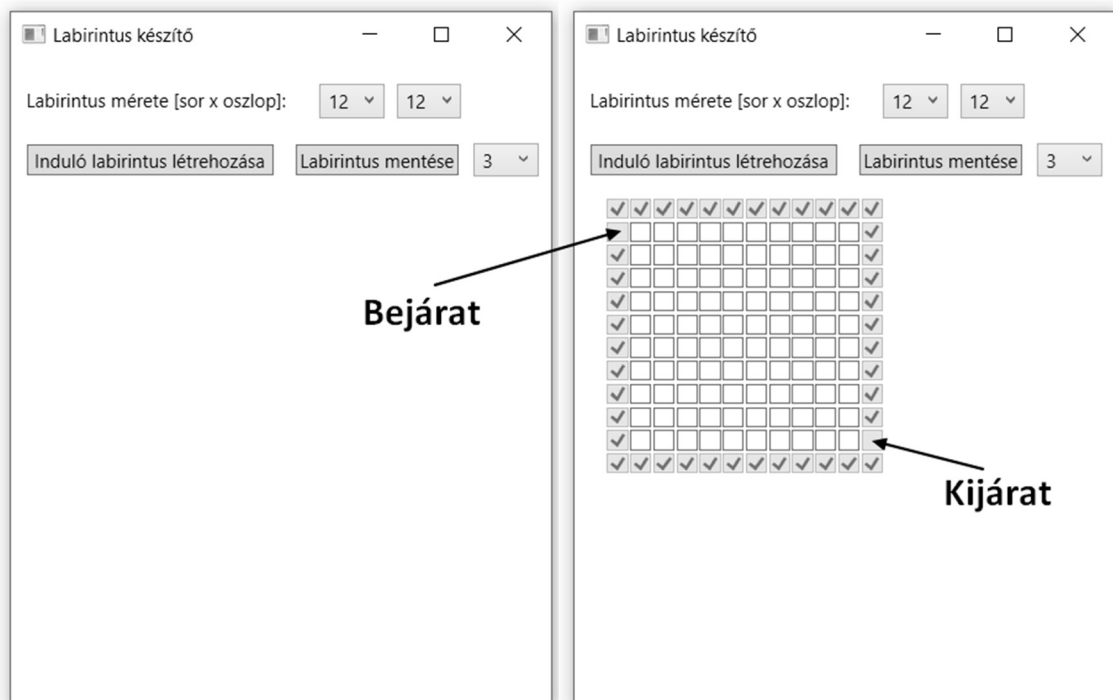 Labirintus készítő
Labirintus mérete [sor x oszlop]: 12 12
Induló labirintus létrehozása Labirintus mentése 3
Bejárat
Labirintus készítő
Labirintus mérete [sor x oszlop]: 12 12
Induló labirintus létrehozása Labirintus mentése 3
Kijárat